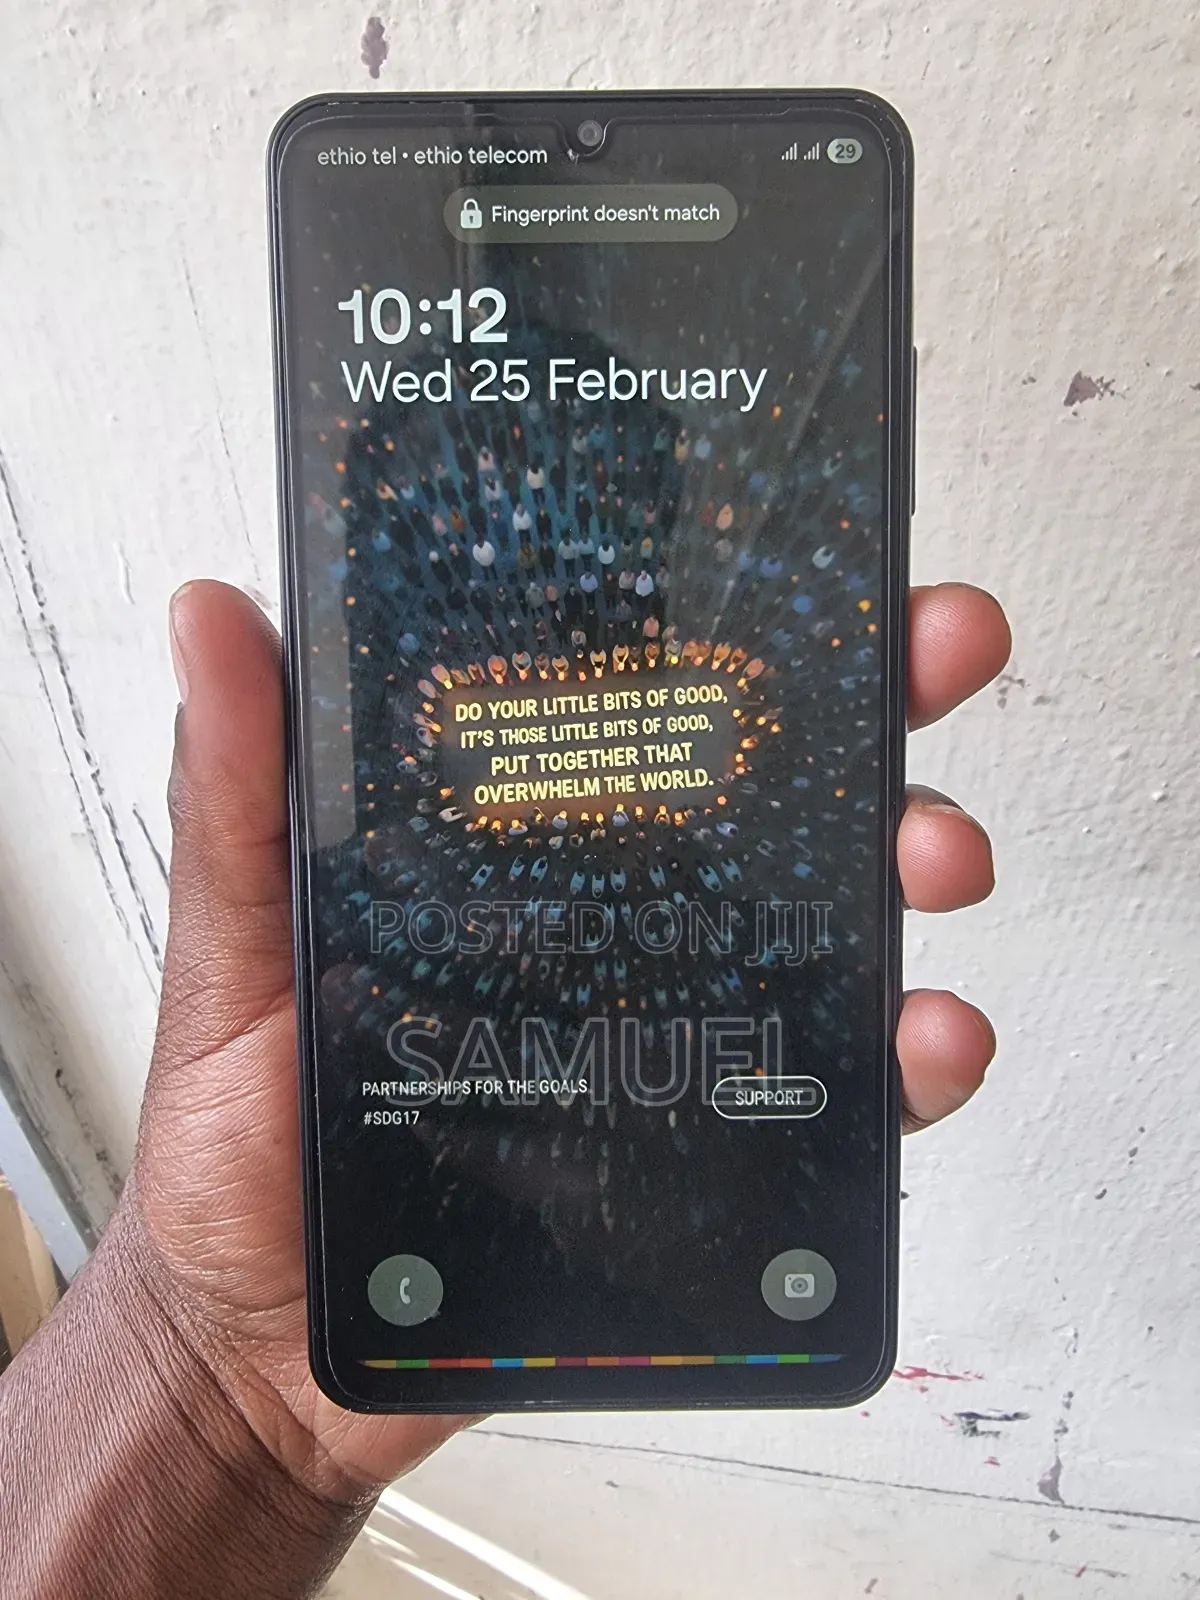 ethio tel • ethio telecom
29
Fingerprint doesn't match
10:12
Wed 25 February
DO YOUR LITTLE BITS OF GOOD,
IT'S THOSE LITTLE BITS OF GOOD,
PUT TOGETHER THAT
OVERWHELM THE WORLD.
POSTED ON JIJI
SAMUEL
PARTNERSHIPS FOR THE GOALS
#SDG17
SUPPORT